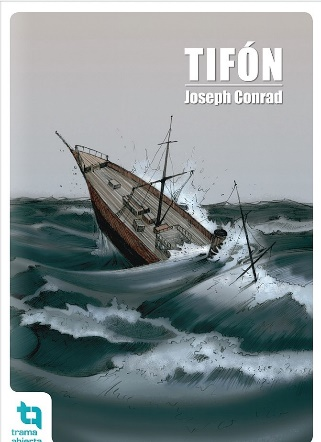 TIFÓN
Joseph Conrad
trama
abierta